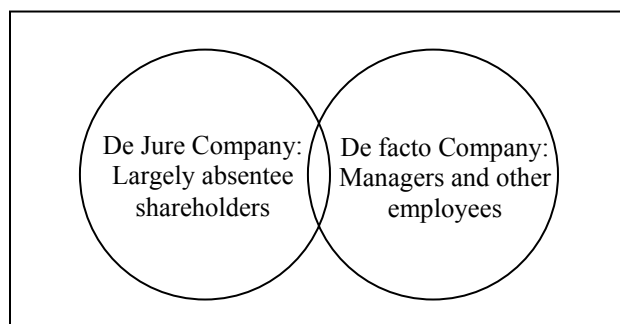 De Jure Company:
Largely absentee
shareholders
De facto Company:
Managers and other
employees